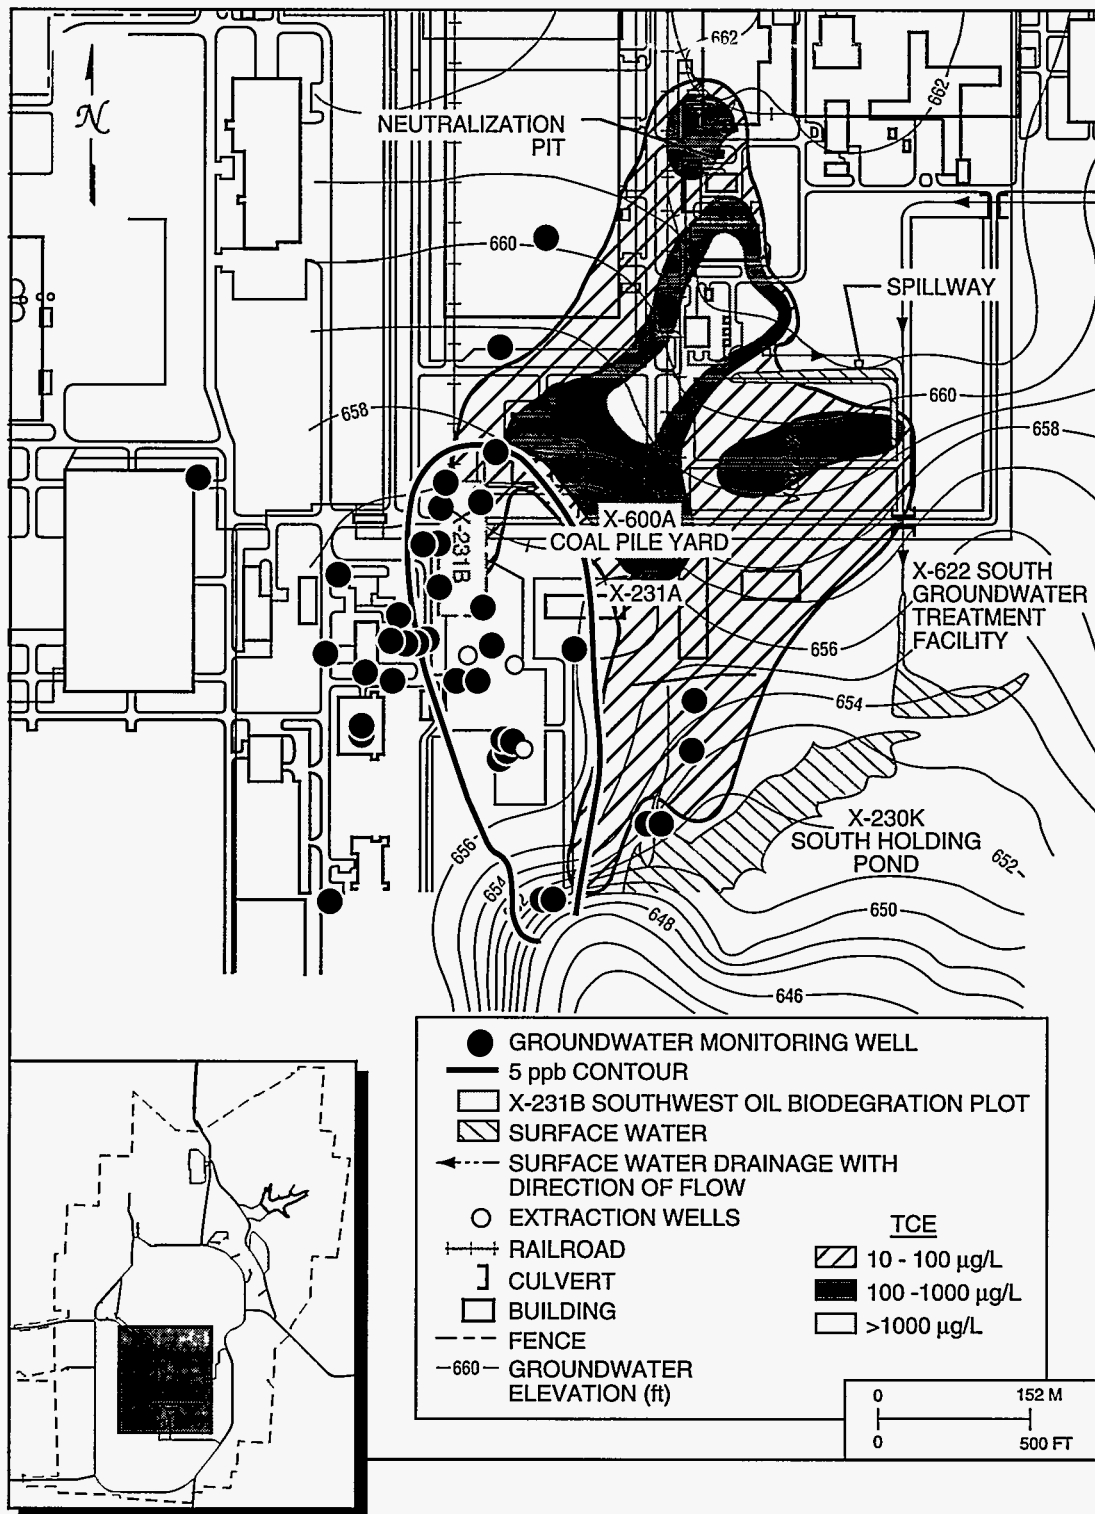 662
N
NEUTRALIZATION
PIT
662
660
SPILLWAY
660
658
658
X-231B
X-600A
COAL PILE YARD
X-231A
X-622 SOUTH
GROUNDWATER
TREATMENT
FACILITY
656
654
X-230K
SOUTH HOLDING
POND
656
652
654
650
648
646
GROUNDWATER MONITORING WELL
5 ppb CONTOUR
X-231B SOUTHWEST OIL BIODEGRATION PLOT
SURFACE WATER
SURFACE WATER DRAINAGE WITH
DIRECTION OF FLOW
EXTRACTION WELLS
RAILROAD
CULVERT
BUILDING
FENCE
660 GROUNDWATER
ELEVATION (ft)
TCE
10 - 100 µg/L
100 -1000 µg/L
>1000 µg/L
0 152 M
0 500 FT